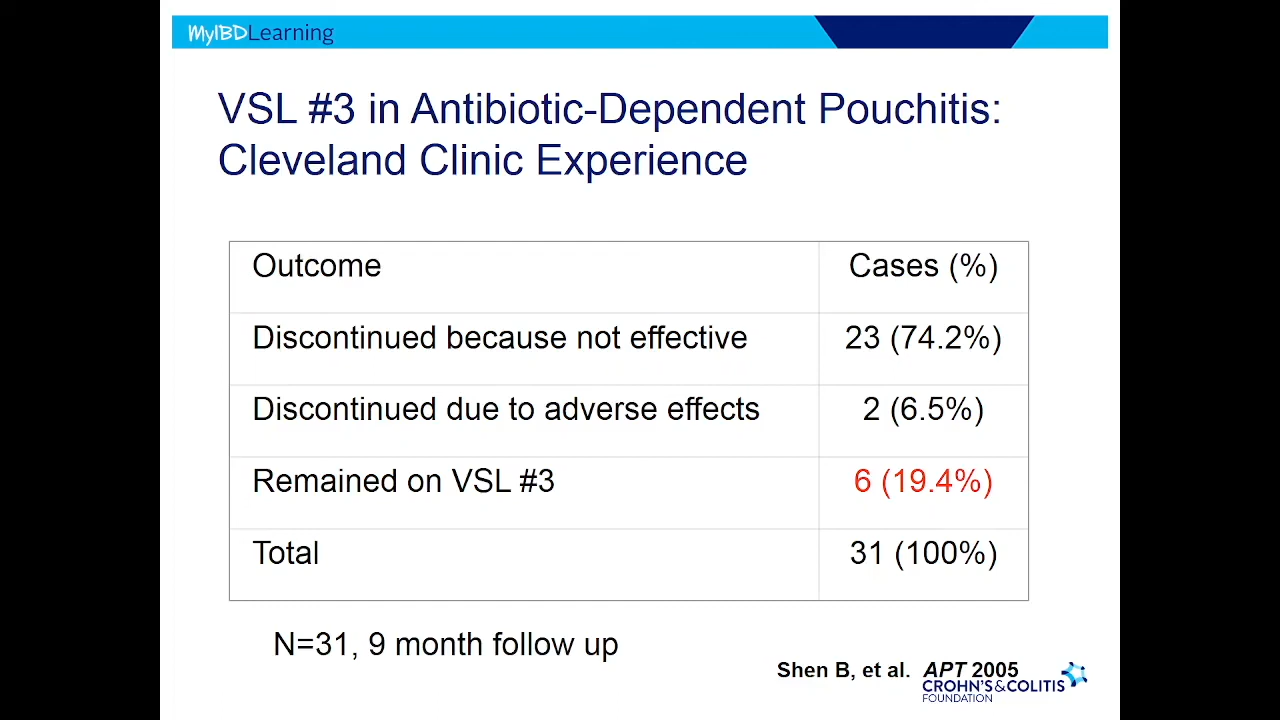 MyIBDLearning
VSL #3 in Antibiotic-Dependent Pouchitis:
Cleveland Clinic Experience
Outcome Cases (%)
Discontinued because not effective 23 (74.2%)
Discontinued due to adverse effects 2 (6.5%)
Remained on VSL #3 6 (19.4%)
Total 31 (100%)
N=31, 9 month follow up
Shen B, et al. APT 2005
CROHN'S&COLITIS
FOUNDATION